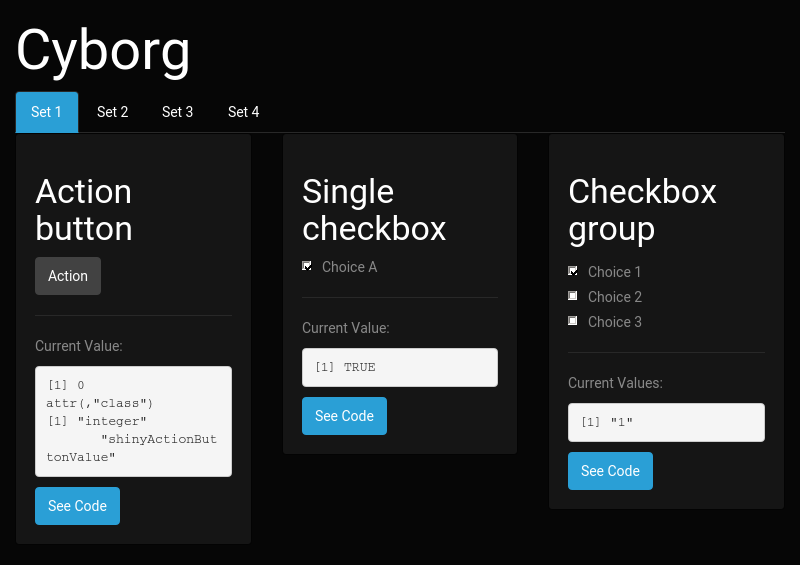 Cyborg
Set 1 Set 2 Set 3 Set 4
Action
button
Action
Current Value:
[1] 0
attr(,"class")
[1] "integer"
"shinyActionBut
tonValue"
See Code
Single
checkbox
Choice A
Current Value:
[1] TRUE
See Code
Checkbox
group
Choice 1
Choice 2
Choice 3
Current Values:
[1] "1"
See Code